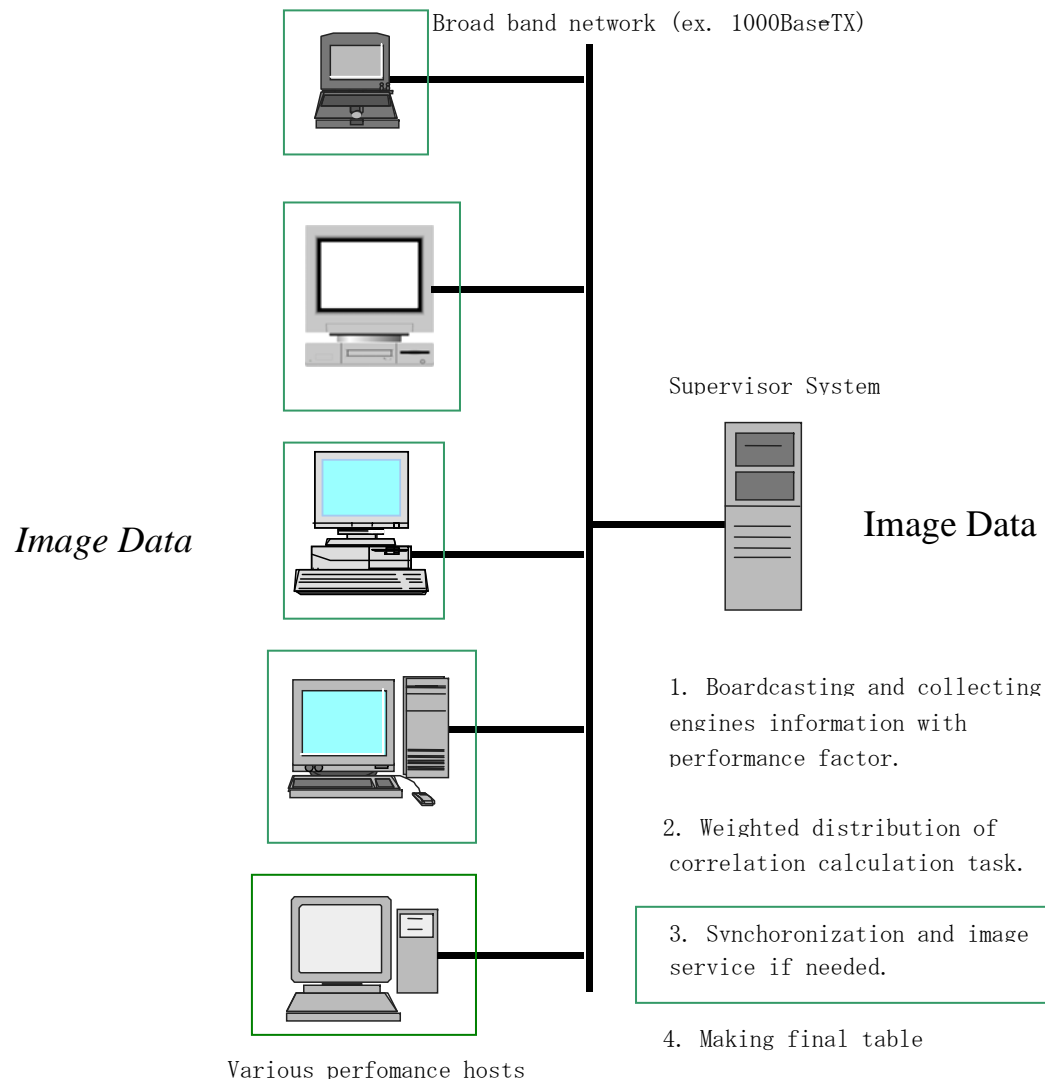 Broad band network (ex. 1000BaseTX)
Supervisor System
Image Data
Image Data
1. Boardcasting and collecting
engines information with
performance factor.
2. Weighted distribution of
correlation calculation task.
3. Synchoronization and image
service if needed.
4. Making final table
Various perfomance hosts